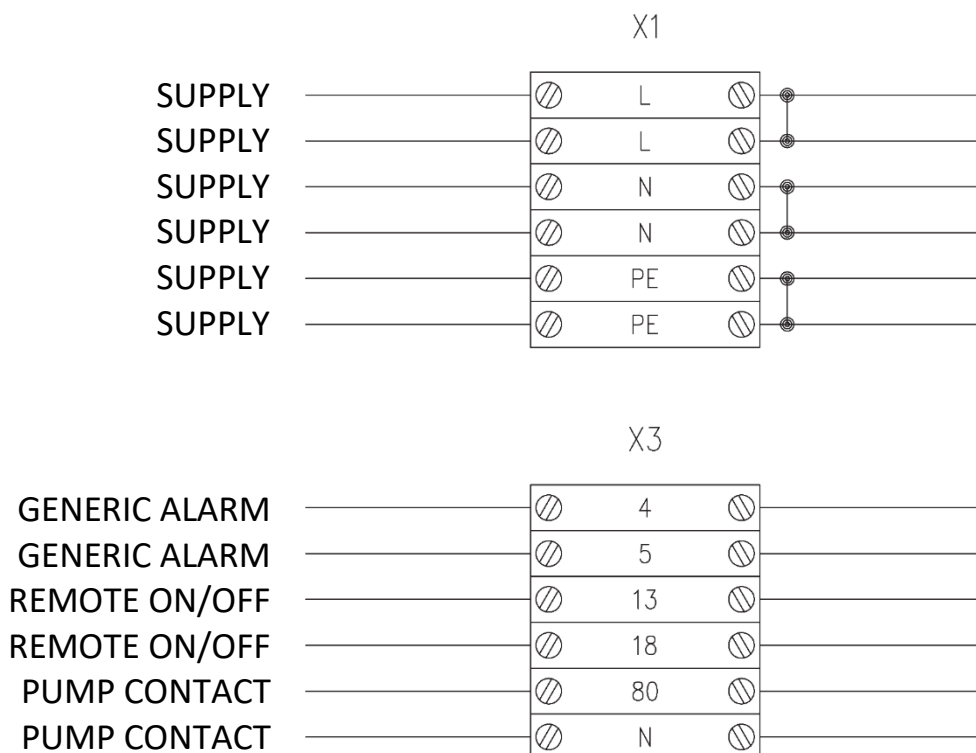 X1
SUPPLY L
SUPPLY L
SUPPLY N
SUPPLY N
SUPPLY PE
SUPPLY PE
X3
GENERIC ALARM 4
GENERIC ALARM 5
REMOTE ON/OFF 13
REMOTE ON/OFF 18
PUMP CONTACT 80
PUMP CONTACT N